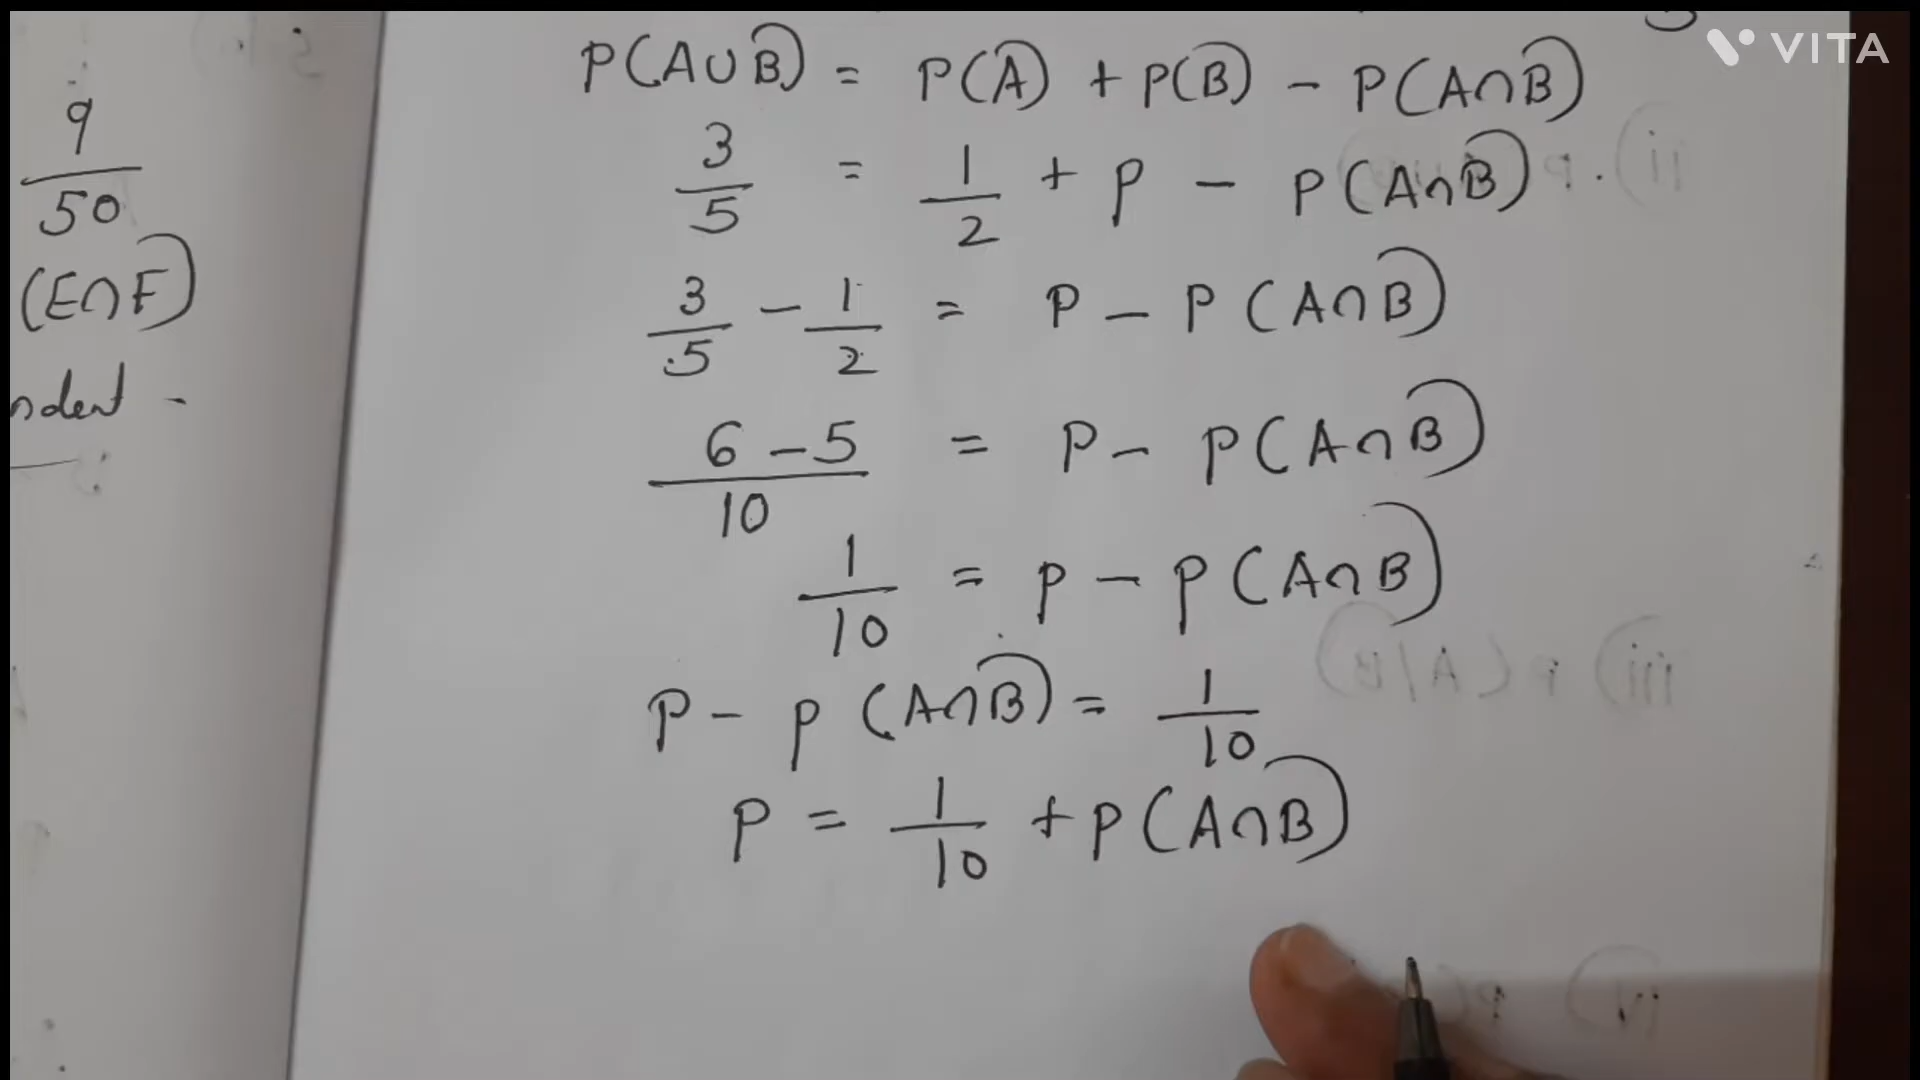 VITA
9/50
(E∩F)
ndent -
P(A∪B) = P(A) + P(B) - P(A∩B)
3/5 = 1/2 + P - P(A∩B).
3/5 - 1/2 = P - P(A∩B)
6-5/10 = P - P(A∩B)
1/10 = P - P(A∩B)
P - P(A∩B) = 1/10
P = 1/10 + P(A∩B)
iii) P(A/B)